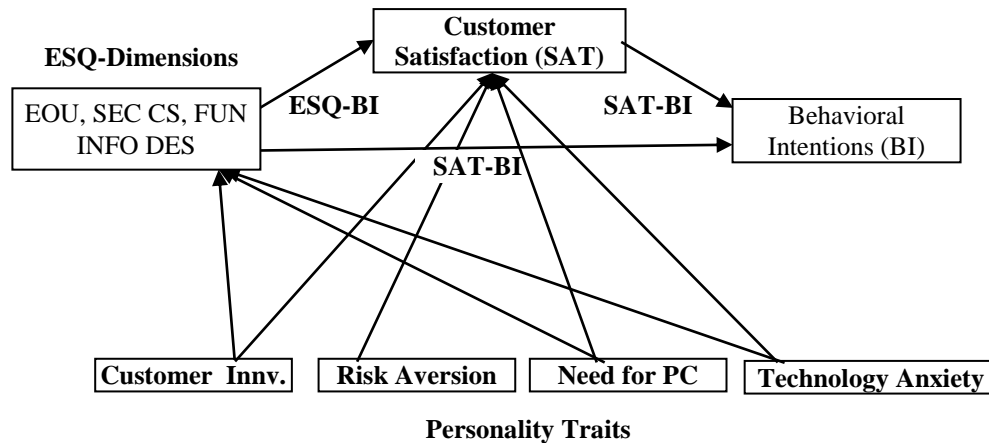 Customer
Satisfaction (SAT)
ESQ-Dimensions
ESQ-BI
SAT-BI
EOU, SEC CS, FUN
INFO DES
Behavioral
Intentions (BI)
SAT-BI
Customer Innv.
Risk Aversion
Need for PC
Technology Anxiety
Personality Traits